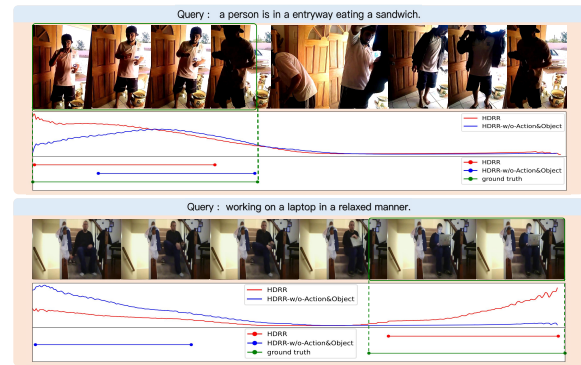 Query : a person is in a entryway eating a sandwich.
HDRR
HDRR-w/o-Action&Object
HDRR
HDRR-w/o-Action&Object
ground truth
Query : working on a laptop in a relaxed manner.
HDRR
HDRR-w/o-Action&Object
HDRR
HDRR-w/o-Action&Object
ground truth